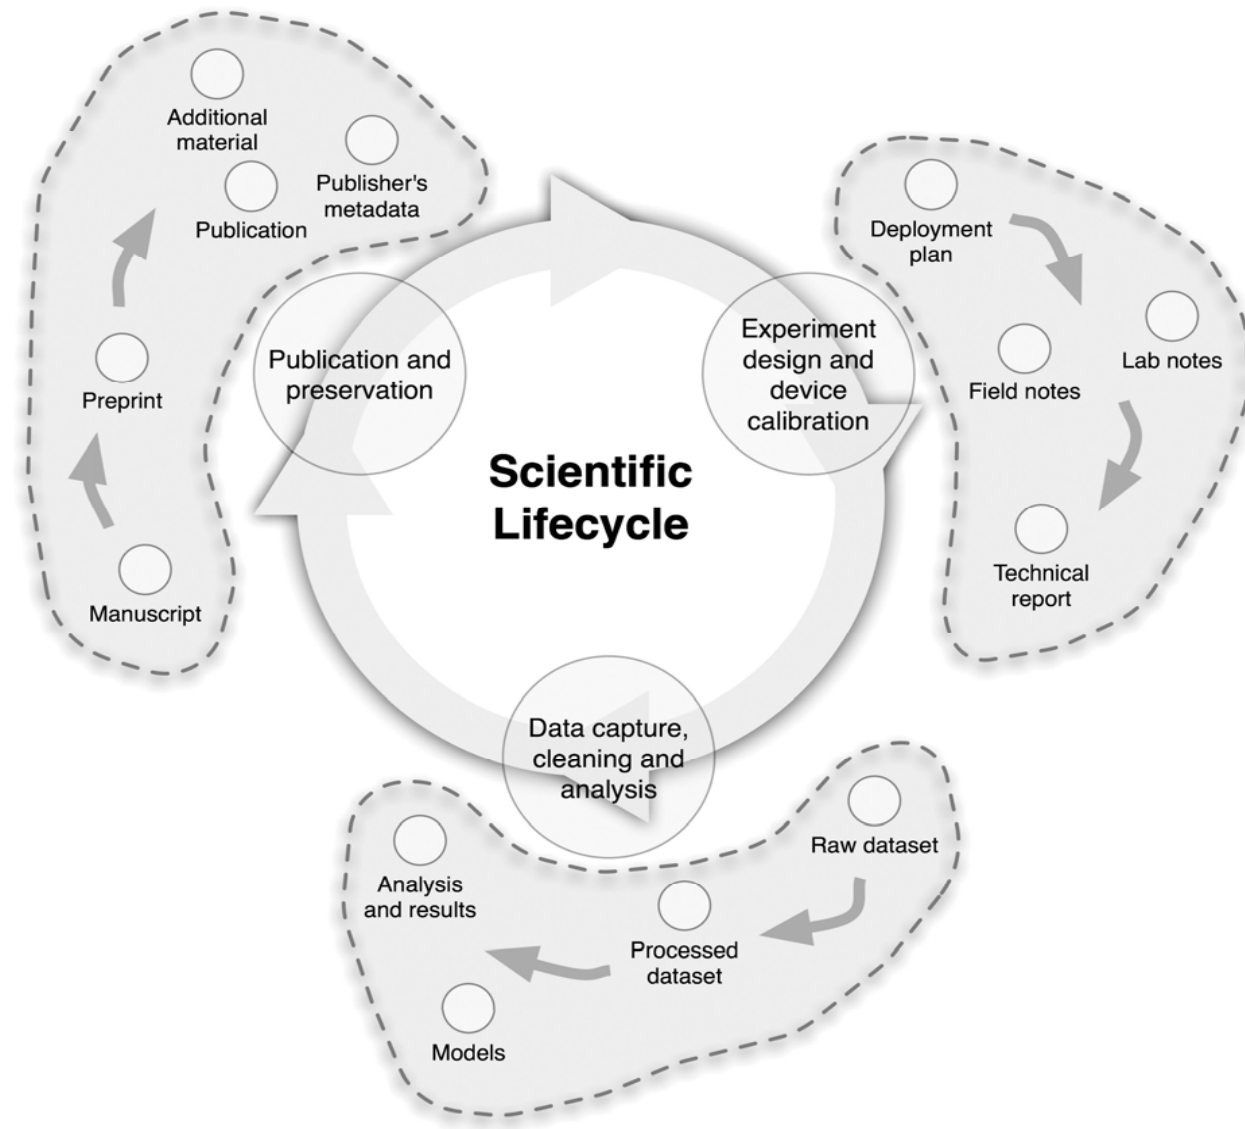 Additional
material
Publisher's
metadata
Publication
Preprint
Manuscript
Publication and
preservation
Scientific
Lifecycle
Experiment
design and
device
calibration
Deployment
plan
Lab notes
Field notes
Technical
report
Data capture,
cleaning and
analysis
Raw dataset
Processed
dataset
Analysis
and results
Models